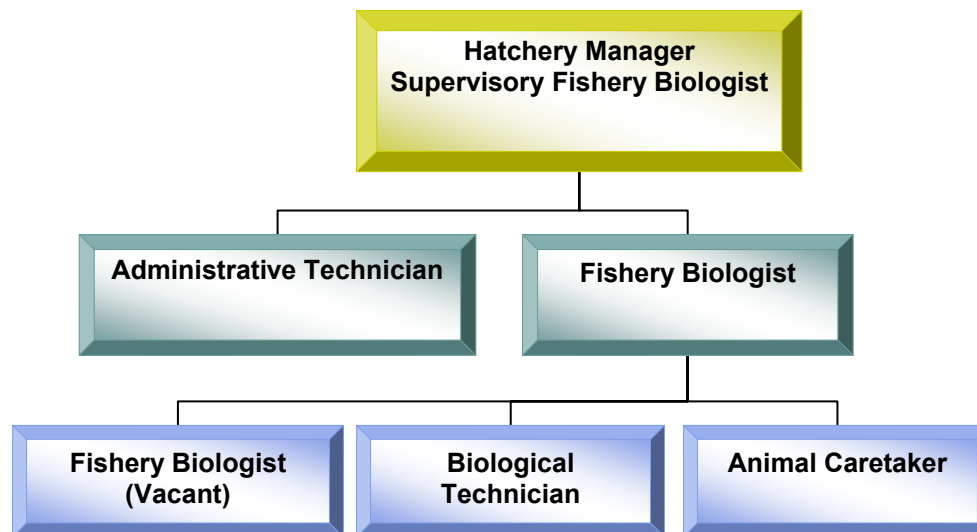 Hatchery Manager
Supervisory Fishery Biologist
Administrative Technician
Fishery Biologist
Fishery Biologist
(Vacant)
Biological
Technician
Animal Caretaker